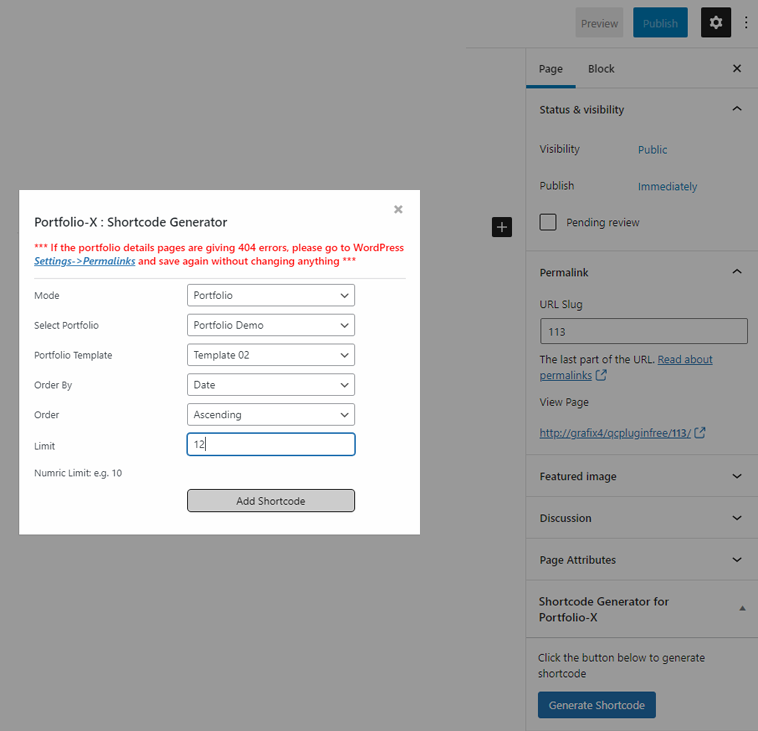 Preview
Publish
Page
Block
Status & visibility
Visibility
Public
Publish
Immediately
Pending review
Portfolio-X : Shortcode Generator
*** If the portfolio details pages are giving 404 errors, please go to WordPress
Settings->Permalinks and save again without changing anything ***
Mode
Portfolio
Select Portfolio
Portfolio Demo
Portfolio Template
Template 02
Order By
Date
Order
Ascending
Limit
12
Numric Limit: e.g. 10
Add Shortcode
Permalink
URL Slug
113
The last part of the URL. Read about
permalinks
View Page
http://grafix4/qcpluginfree/113/
Featured image
Discussion
Page Attributes
Shortcode Generator for
Portfolio-X
Click the button below to generate
shortcode
Generate Shortcode